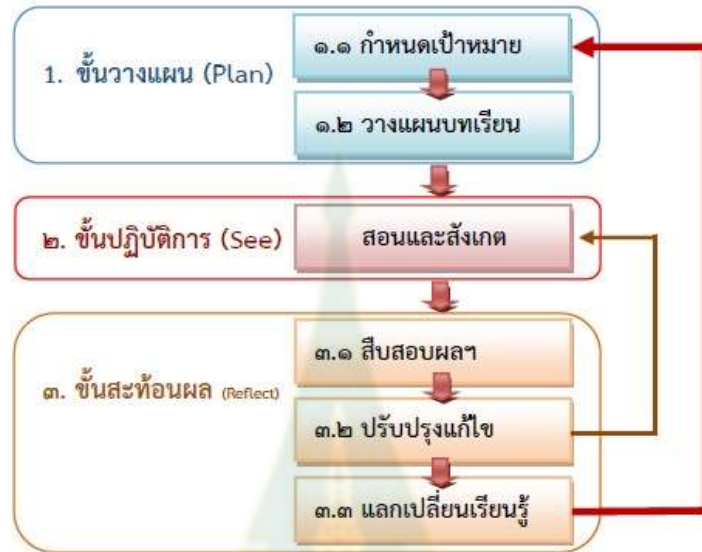 ๑.๑ กำหนดเป้าหมาย
1. ขั้นวางแผน (Plan)
๑.๒ วางแผนบทเรียน
๒. ขั้นปฏิบัติการ (See)
สอนและสังเกต
๓.๑ สืบสอบผลฯ
๓. ขั้นสะท้อนผล (Reflect)
๓.๒ ปรับปรุงแก้ไข
๓.๓ แลกเปลี่ยนเรียนรู้